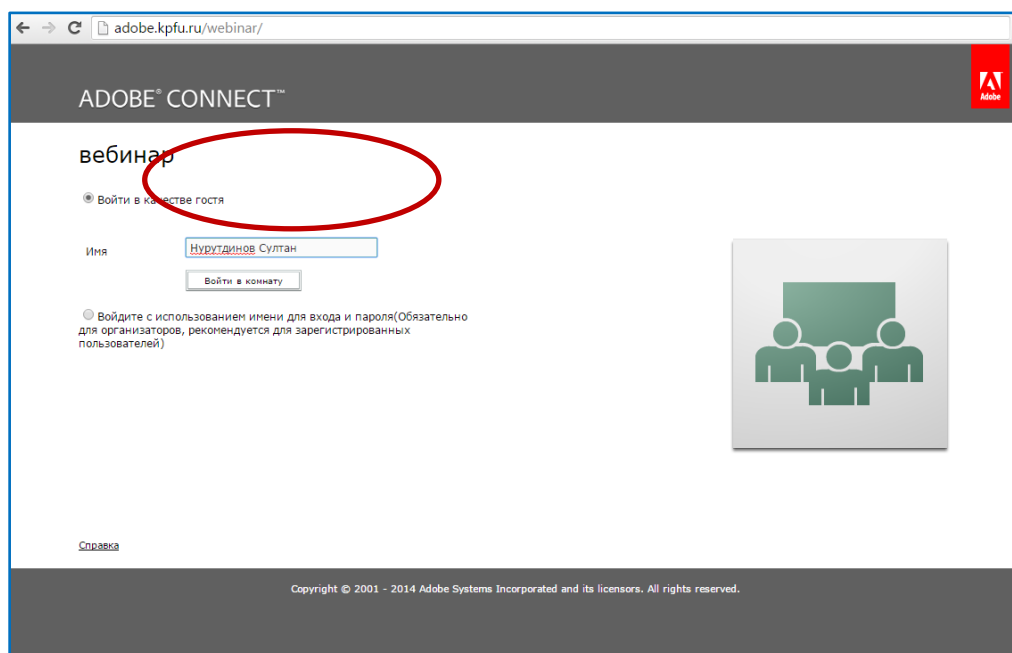 adobe.kpfu.ru/webinar/
ADOBE® CONNECT™
Adobe
вебинар
Войти в качестве гостя
Имя
Нурутдинов Султан
Войти в комнату
Войдите с использованием имени для входа и пароля(Обязательно
для организаторов, рекомендуется для зарегистрированных
пользователей)
Справка
Copyright © 2001 - 2014 Adobe Systems Incorporated and its licensors. All rights reserved.